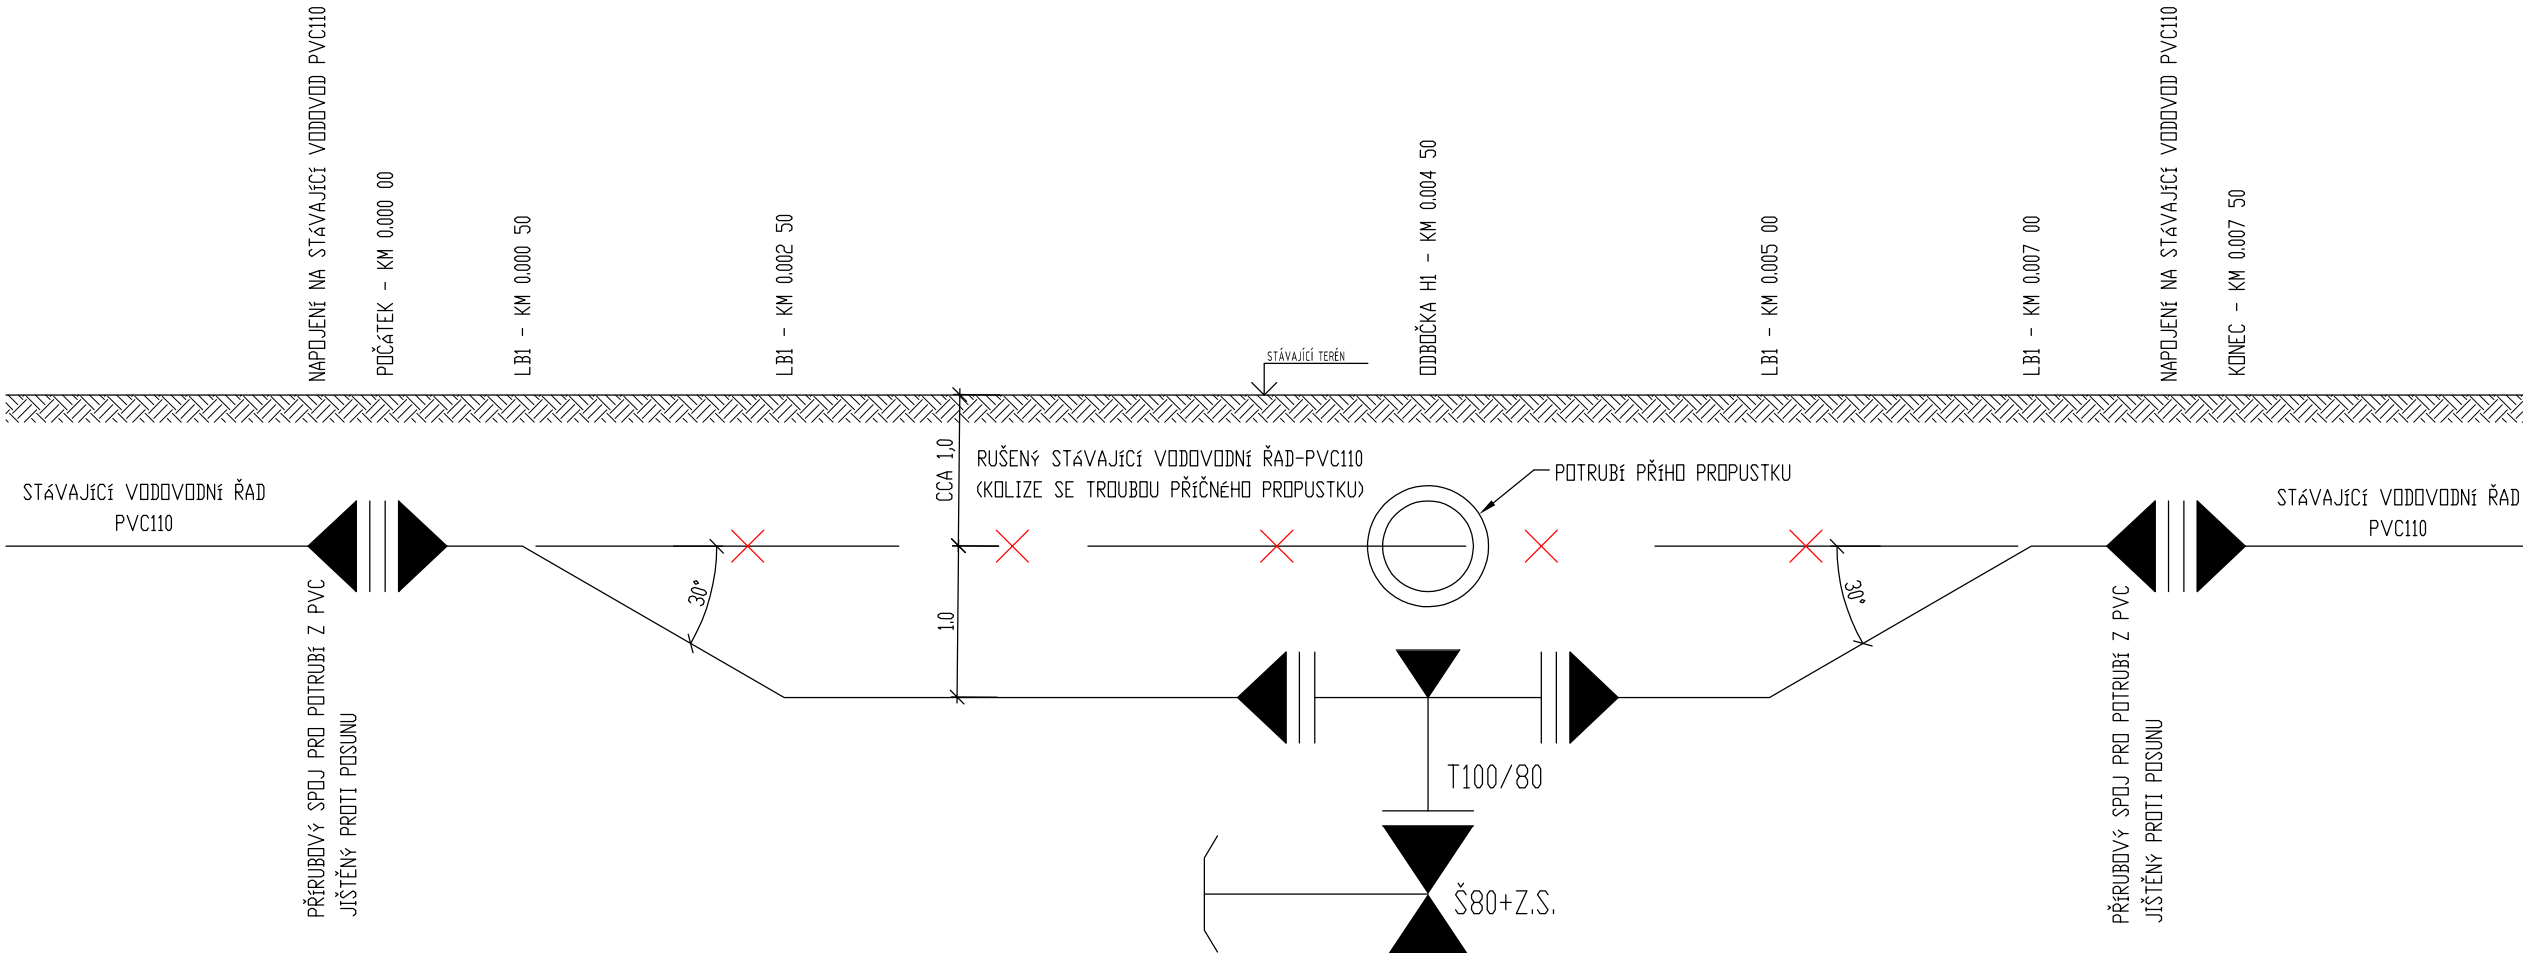 NAPOJENÍ NA STÁVAJÍCÍ VODOVOD PVC110
POČÁTEK - KM 0.000 00
LB1 - KM 0.000 50
LB1 - KM 0.002 50
ODBOČKA H1 - KM 0.004 50
LB1 - KM 0.005 00
LB1 - KM 0.007 00
NAPOJENÍ NA STÁVAJÍCÍ VODOVOD PVC110
KONEC - KM 0.007 50
STÁVAJÍCÍ TERÉN
STÁVAJÍCÍ VODOVODNÍ ŘAD
PVC110
CCA 1,0
RUŠENÝ STÁVAJÍCÍ VODOVODNÍ ŘAD-PVC110
(KOLIZE SE TROUBOU PŘÍČNÉHO PROPUSTKU)
POTRUBÍ PŘÍHO PROPUSTKU
STÁVAJÍCÍ VODOVODNÍ ŘAD
PVC110
30°
1.0
30°
PŘÍRUBOVÝ SPOJ PRO POTRUBÍ Z PVC
JIŠTĚNÝ PROTI POSUNU
T100/80
Š80+Z.S.
PŘÍRUBOVÝ SPOJ PRO POTRUBÍ Z PVC
JIŠTĚNÝ PROTI POSUNU